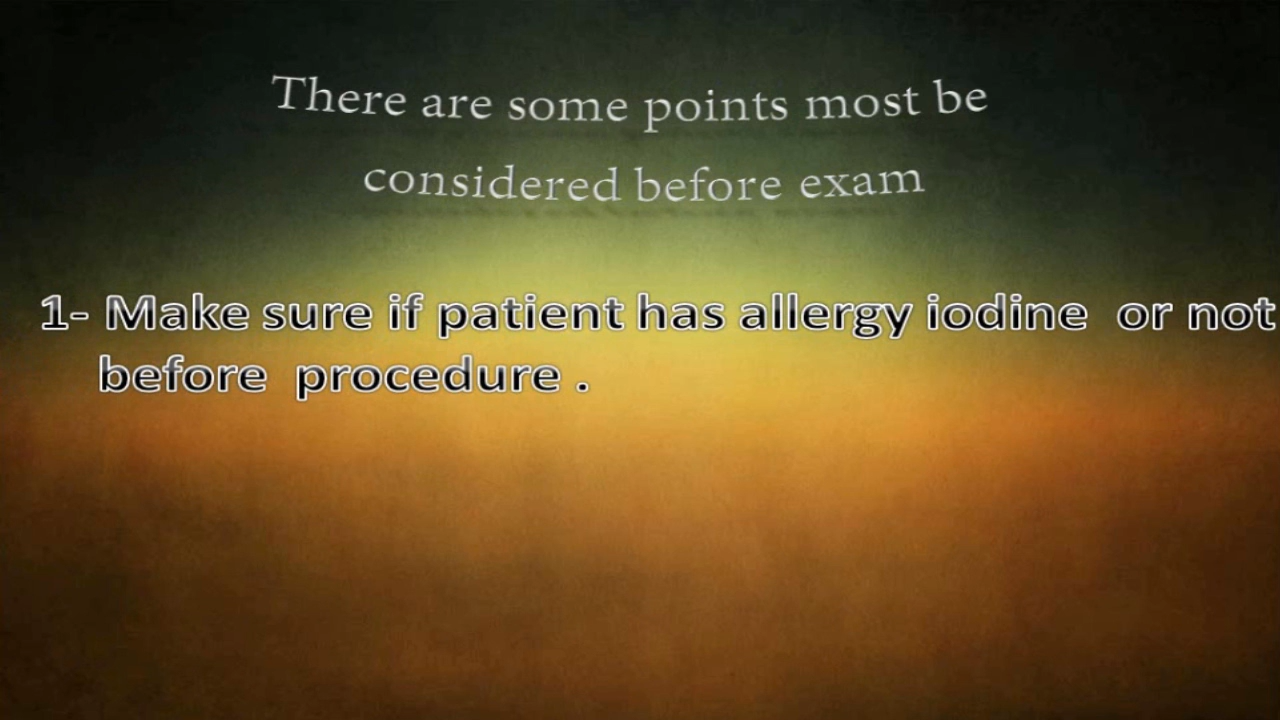 There are some points most be
considered before exam
1- Make sure if patient has allergy iodine or not
before procedure .